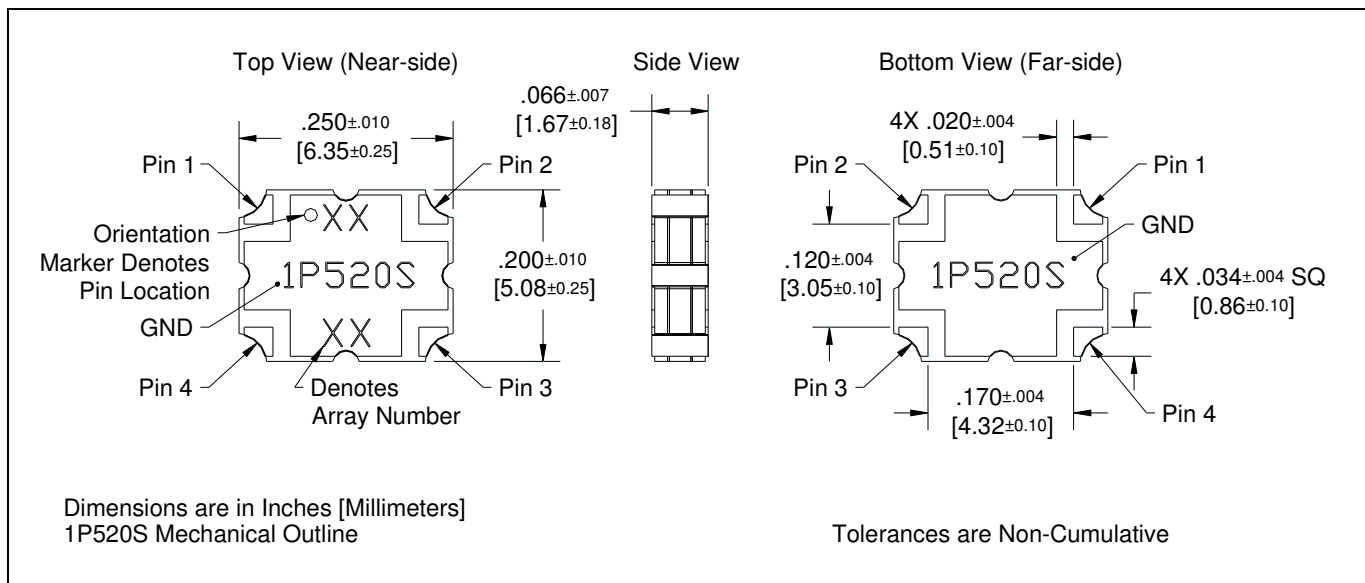 Top View (Near-side)
Side View
Bottom View (Far-side)
.250±.010
[6.35±0.25]
.066±.007
[1.67±0.18]
4X .020±.004
[0.51±0.10]
Pin 1
Pin 2
Pin 2
Pin 1
XX
Orientation
Marker Denotes
Pin Location
1P520S
GND
.200±.010
[5.08±0.25]
XX
Pin 4
Pin 3
Denotes
Array Number
GND
.120±.004
[3.05±0.10]
1P520S
4X .034±.004 SQ
[0.86±0.10]
Pin 3
.170±.004
[4.32±0.10]
Pin 4
Dimensions are in Inches [Millimeters]
1P520S Mechanical Outline
Tolerances are Non-Cumulative